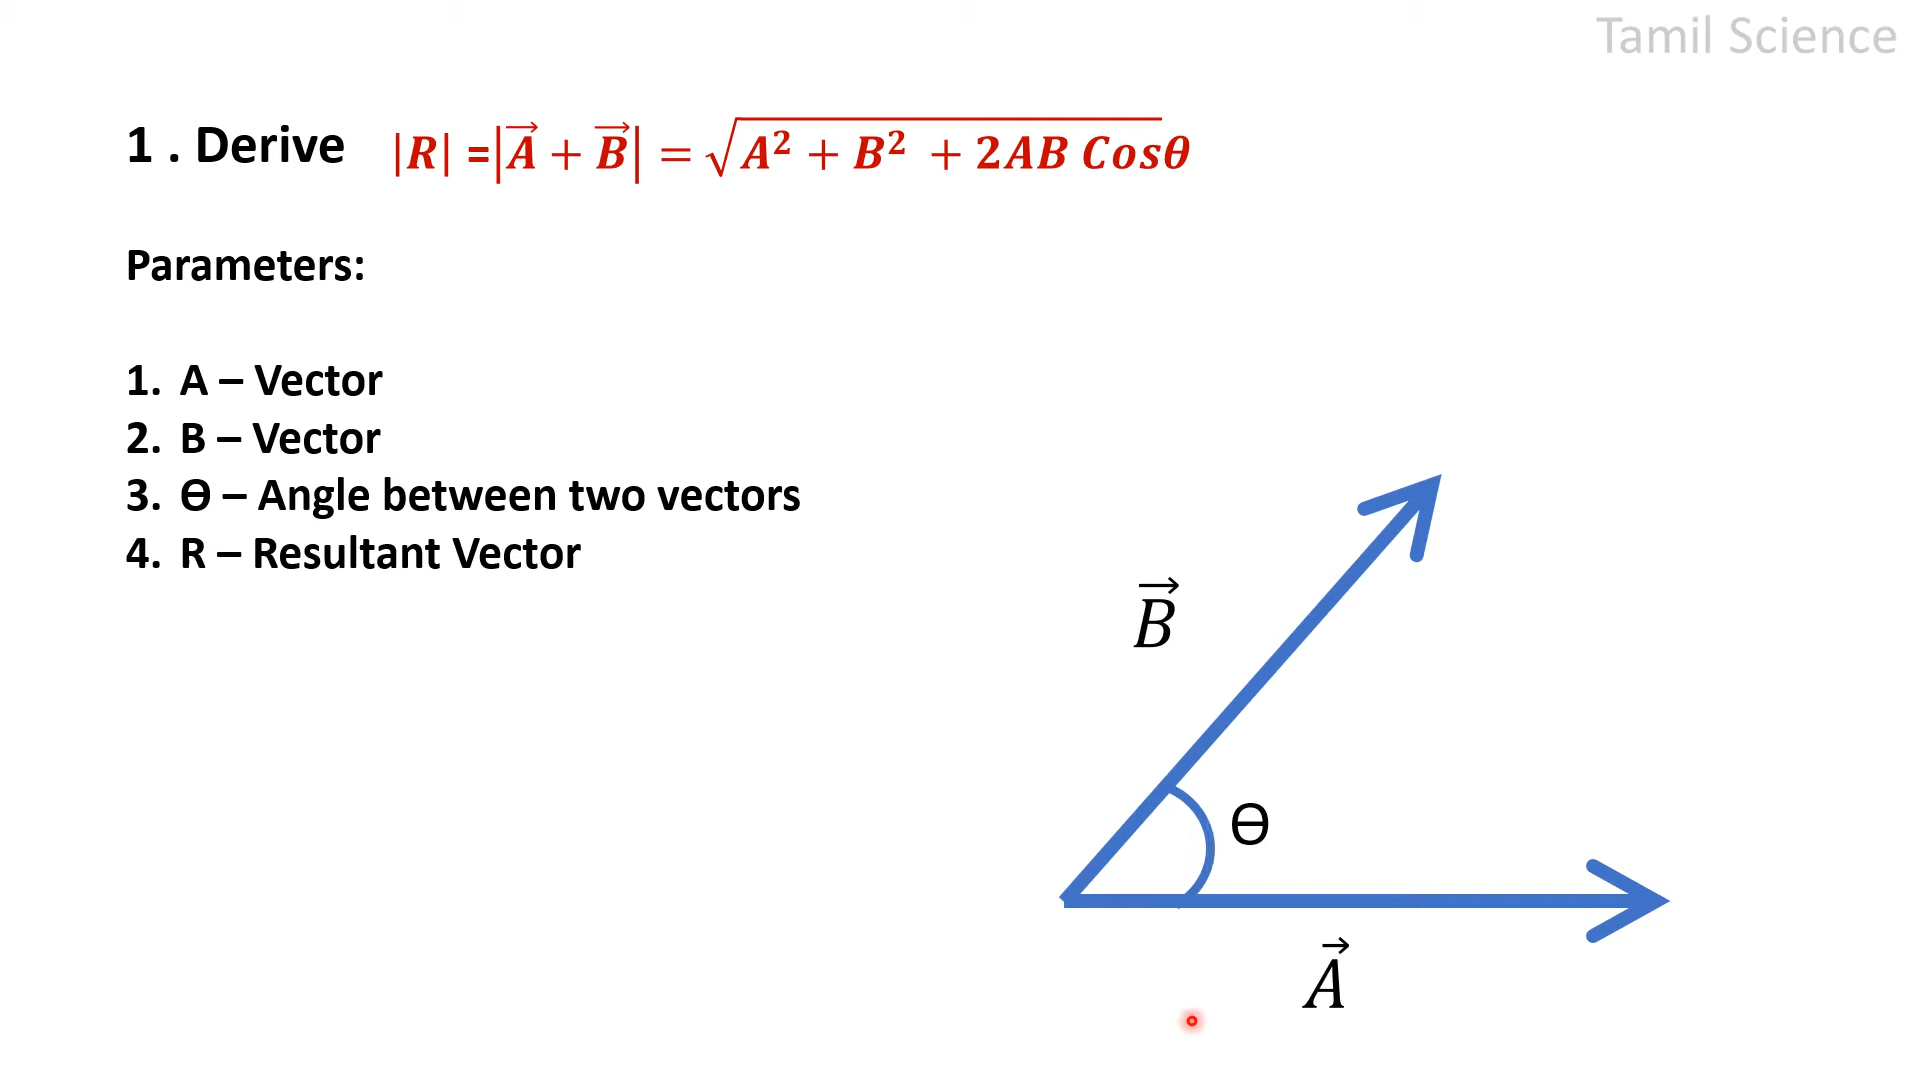 Tamil Science
1 . Derive |R| =|A⃗ + B⃗| = √A² + B² + 2AB Cosθ
Parameters:
1. A – Vector
2. B – Vector
3. Ɵ – Angle between two vectors
4. R – Resultant Vector
B⃗
Ɵ
A⃗